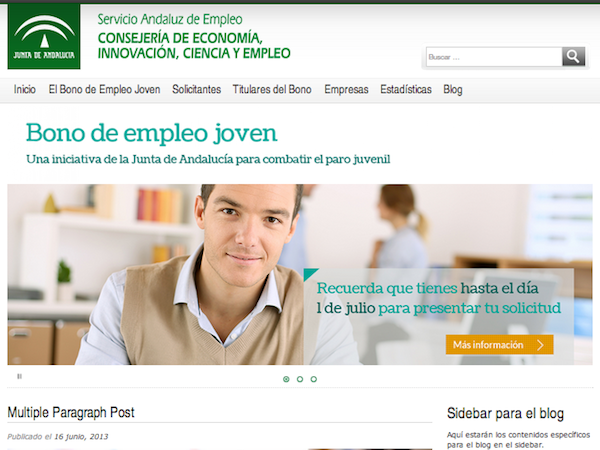 JUNTA DE ANDALUCIA
Servicio Andaluz de Empleo
CONSEJERÍA DE ECONOMÍA,
INNOVACIÓN, CIENCIA Y EMPLEO
Buscar ...
Inicio El Bono de Empleo Joven Solicitantes Titulares del Bono Empresas Estadísticas Blog
Bono de empleo joven
Una iniciativa de la Junta de Andalucía para combatir el paro juvenil
Recuerda que tienes hasta el día
1 de julio para presentar tu solicitud
Más información
Multiple Paragraph Post
Publicado el 16 junio, 2013
Sidebar para el blog
Aquí estarán los contenidos específicos
para el blog en el sidebar.